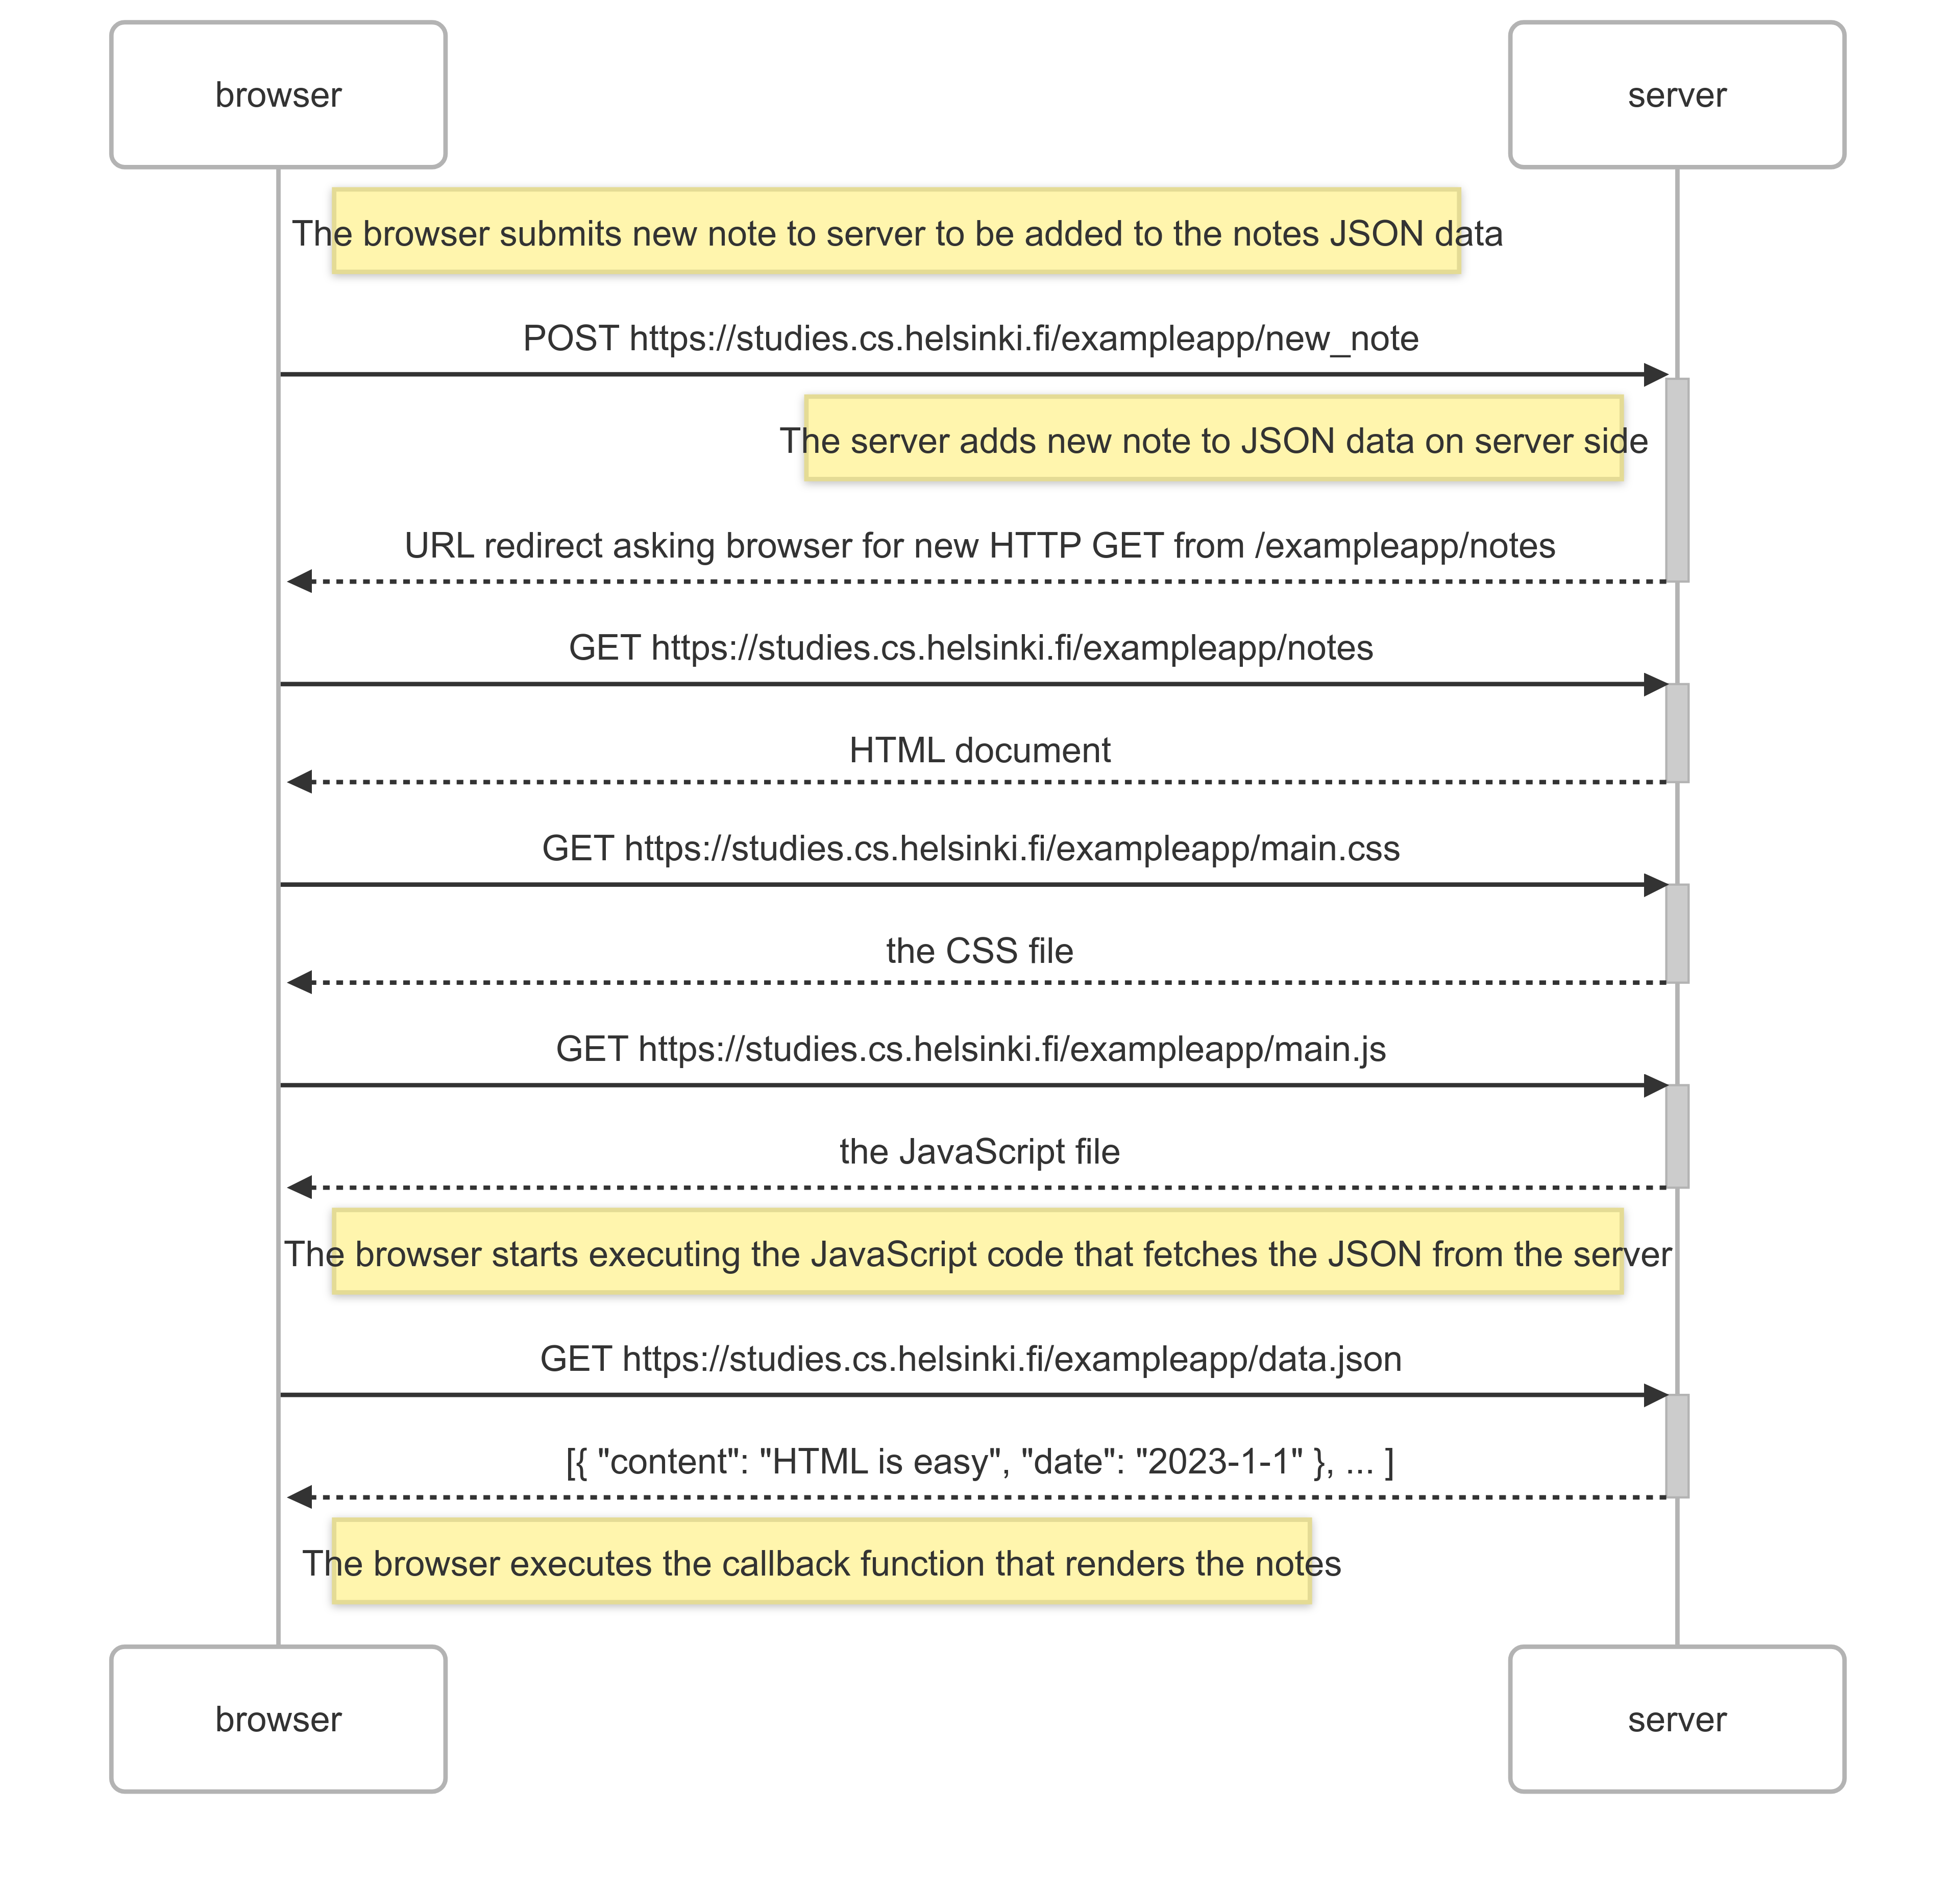 browser
server
The browser submits new note to server to be added to the notes JSON data
POST https://studies.cs.helsinki.fi/exampleapp/new_note
The server adds new note to JSON data on server side
URL redirect asking browser for new HTTP GET from /exampleapp/notes
GET https://studies.cs.helsinki.fi/exampleapp/notes
HTML document
GET https://studies.cs.helsinki.fi/exampleapp/main.css
the CSS file
GET https://studies.cs.helsinki.fi/exampleapp/main.js
the JavaScript file
The browser starts executing the JavaScript code that fetches the JSON from the server
GET https://studies.cs.helsinki.fi/exampleapp/data.json
[{ "content": "HTML is easy", "date": "2023-1-1" }, ... ]
The browser executes the callback function that renders the notes
browser
server